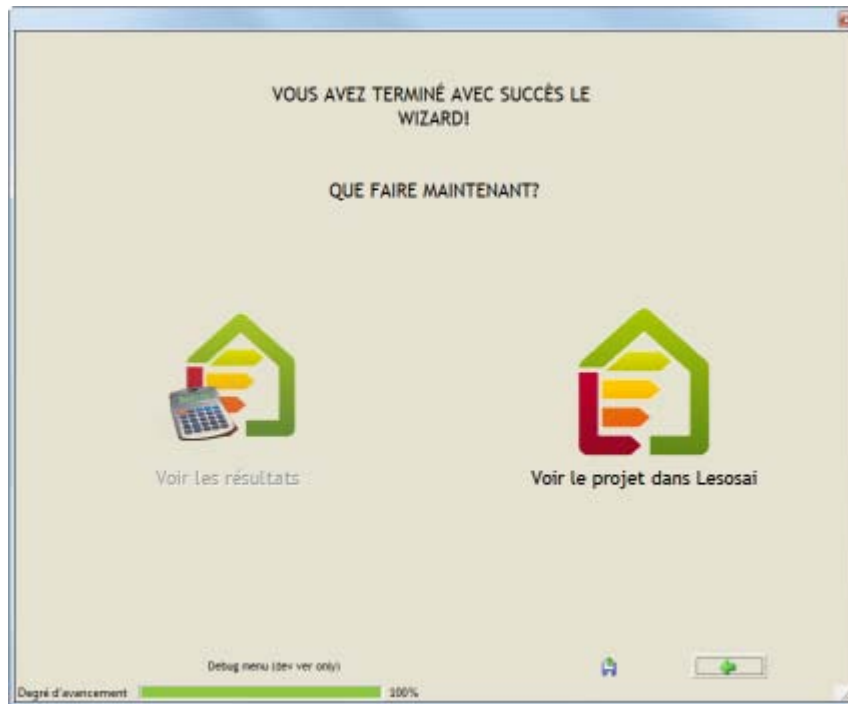 VOUS AVEZ TERMINÉ AVEC SUCCÈS LE
WIZARD!
QUE FAIRE MAINTENANT?
Voir les résultats
Voir le projet dans Lesosai
Debug menu (dev ver only)
Degré d'avancement 100%